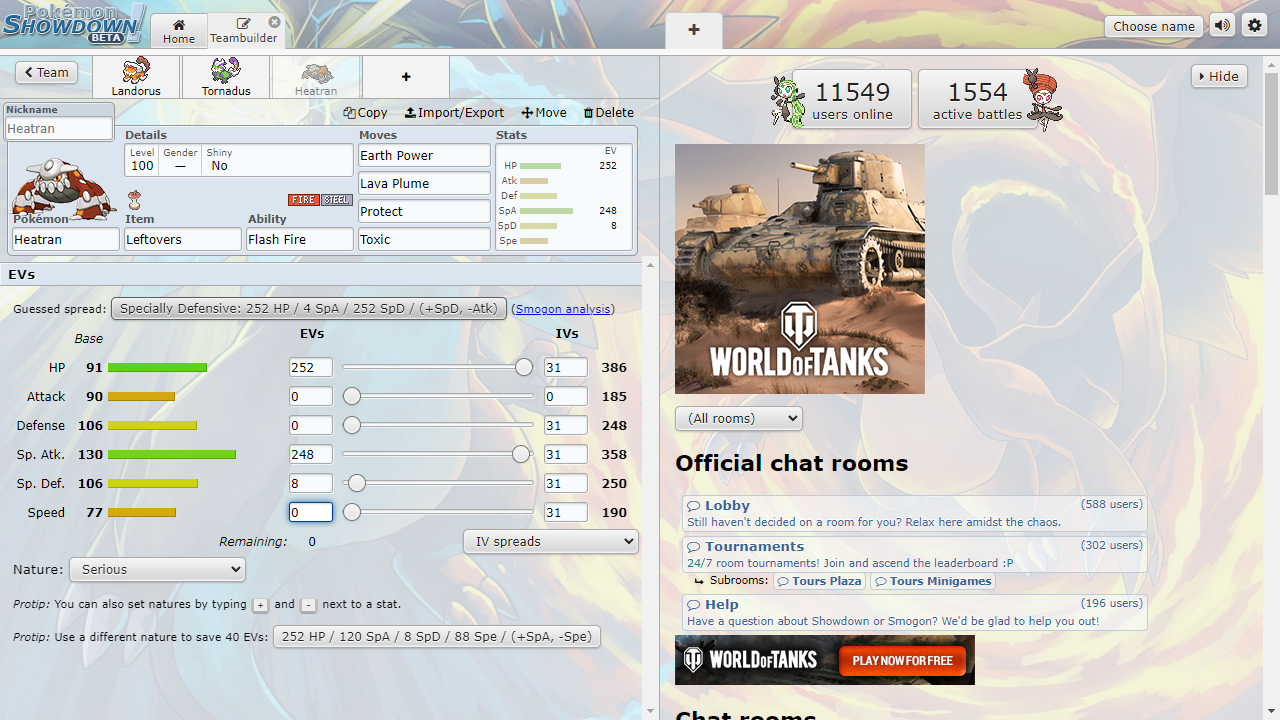 Pokémon
SHOWDOWN!
BETA
Home
Teambuilder
+
Choose name
Team
Landorus
Tornadus
Heatran
+
Nickname
Heatran
Copy
Import/Export
Move
Delete
Details
Level
100
Gender
—
Shiny
No
FIRE
STEEL
Pokémon
Heatran
Item
Leftovers
Ability
Flash Fire
Moves
Earth Power
Lava Plume
Protect
Toxic
Stats
EV
HP 252
Atk
Def
SpA 248
SpD 8
Spe
EVs
Guessed spread: Specially Defensive: 252 HP / 4 SpA / 252 SpD / (+SpD, -Atk) (Smogon analysis)
Base EVs IVs
HP 91 252 31 386
Attack 90 0 0 185
Defense 106 0 31 248
Sp. Atk. 130 248 31 358
Sp. Def. 106 8 31 250
Speed 77 0 31 190
Remaining: 0
IV spreads
Nature: Serious
Protip: You can also set natures by typing + and - next to a stat.
Protip: Use a different nature to save 40 EVs: 252 HP / 120 SpA / 8 SpD / 88 Spe / (+SpA, -Spe)
Hide
11549
users online
1554
active battles
WORLD OF TANKS
(All rooms)
Official chat rooms
Lobby (588 users)
Still haven't decided on a room for you? Relax here amidst the chaos.
Tournaments (302 users)
24/7 room tournaments! Join and ascend the leaderboard :P
Subrooms: Tours Plaza Tours Minigames
Help (196 users)
Have a question about Showdown or Smogon? We'd be glad to help you out!
WORLD OF TANKS
PLAY NOW FOR FREE
Chat rooms